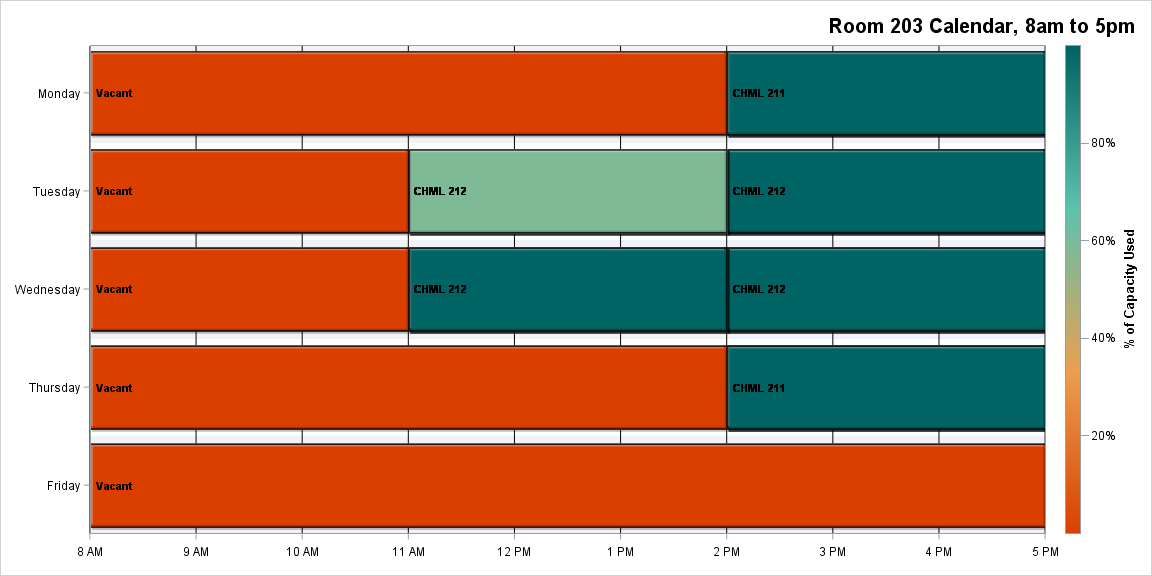 Room 203 Calendar, 8am to 5pm
Monday
Vacant
CHML 211
Tuesday
Vacant
CHML 212
CHML 212
Wednesday
Vacant
CHML 212
CHML 212
Thursday
Vacant
CHML 211
Friday
Vacant
8 AM
9 AM
10 AM
11 AM
12 PM
1 PM
2 PM
3 PM
4 PM
5 PM
80%
60%
40%
20%
% of Capacity Used